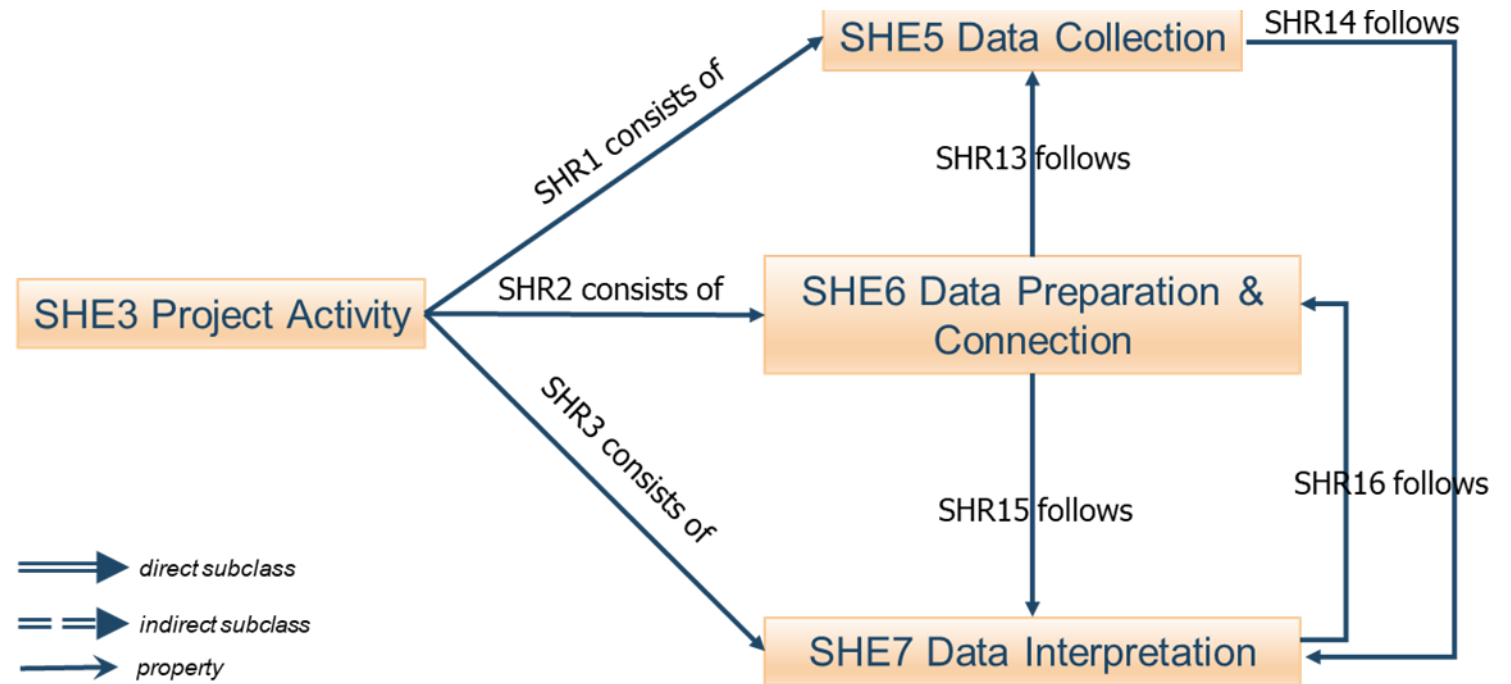 SHE5 Data Collection
SHR14 follows
SHR1 consists of
SHR13 follows
SHE3 Project Activity
SHR2 consists of
SHE6 Data Preparation &
Connection
SHR3 consists of
SHR16 follows
SHR15 follows
direct subclass
indirect subclass
property
SHE7 Data Interpretation